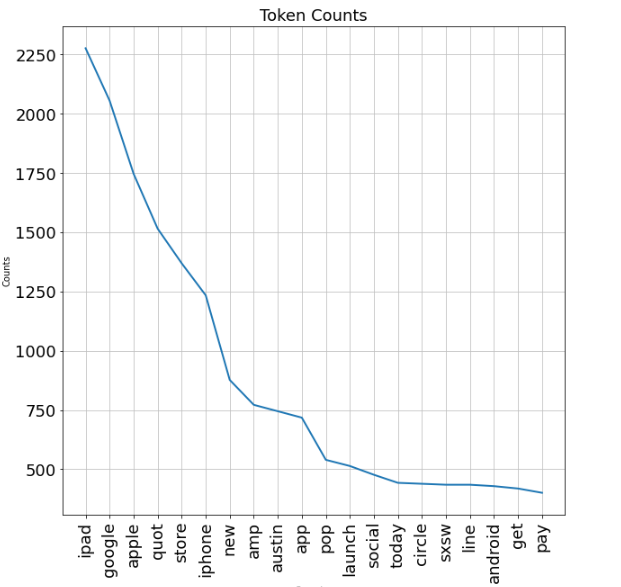 Token Counts
2250
2000
1750
1500
1250
1000
750
500
Counts
ipad
google
apple
quot
store
iphone
new
amp
austin
app
pop
launch
social
today
circle
sxsw
line
android
get
pay